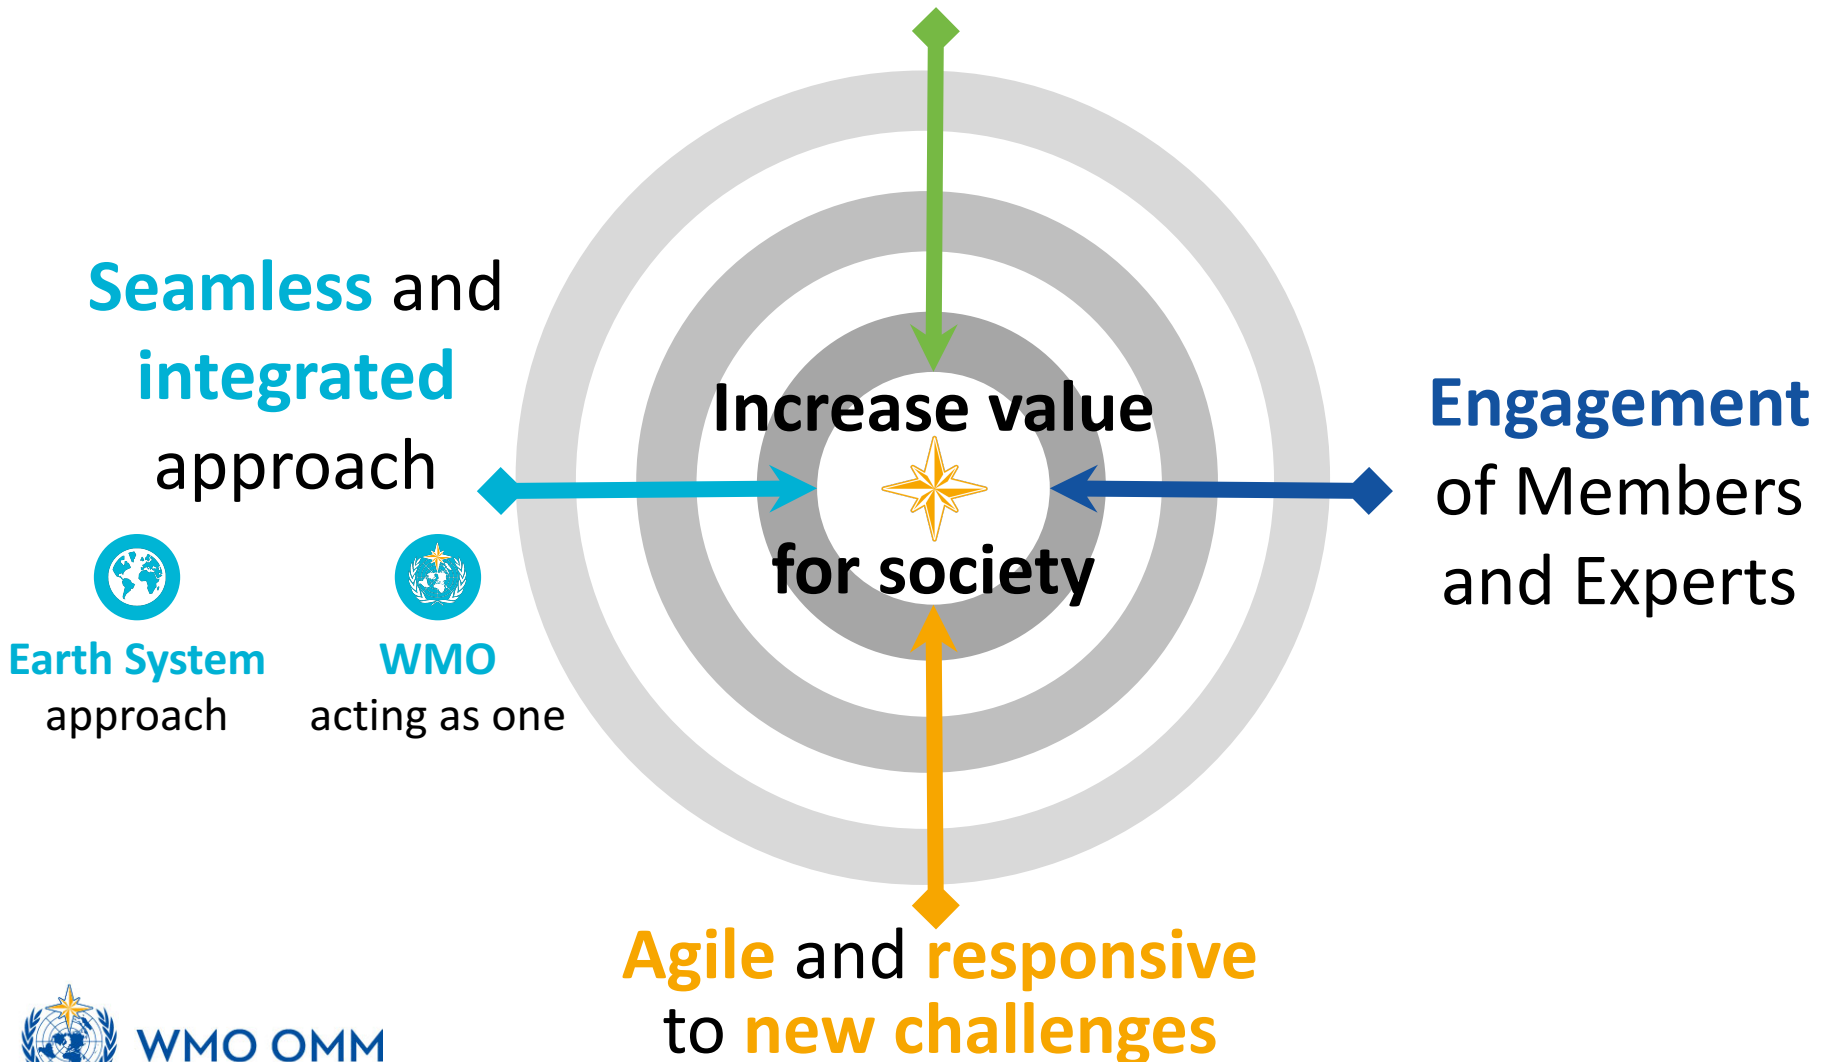 Seamless and
integrated
approach
Earth System
approach
WMO
acting as one
Increase value
for society
Engagement
of Members
and Experts
Agile and responsive
to new challenges
WMO OMM